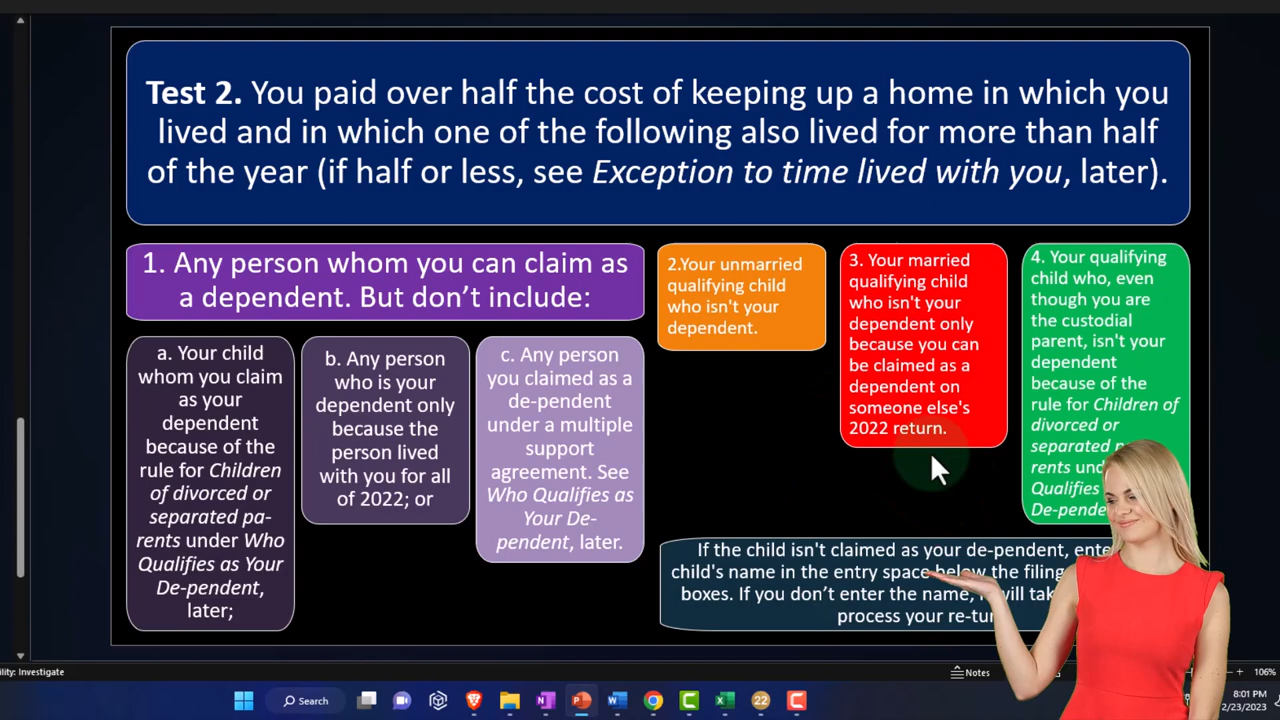 Test 2. You paid over half the cost of keeping up a home in which you
lived and in which one of the following also lived for more than half
of the year (if half or less, see Exception to time lived with you, later).
1. Any person whom you can claim as
a dependent. But don’t include:
a. Your child
whom you claim
as your
dependent
because of the
rule for Children
of divorced or
separated pa-
rents under Who
Qualifies as Your
De-pendent,
later;
b. Any person
who is your
dependent only
because the
person lived
with you for all
of 2022; or
c. Any person
you claimed as a
de-pendent
under a multiple
support
agreement. See
Who Qualifies as
Your De-
pendent, later.
2.Your unmarried
qualifying child
who isn't your
dependent.
3. Your married
qualifying child
who isn't your
dependent only
because you can
be claimed as a
dependent on
someone else's
2022 return.
4. Your qualifying
child who, even
though you are
the custodial
parent, isn't your
dependent
because of the
rule for Children of
divorced or
separated
rents
Qualifies
If the child isn't claimed as your de-pendent,
child's name in the entry space below the filing
boxes. If you don’t enter the name, will
process your
ility: Investigate
Notes
106%
Search
22
8:01 PM
2/23/2023